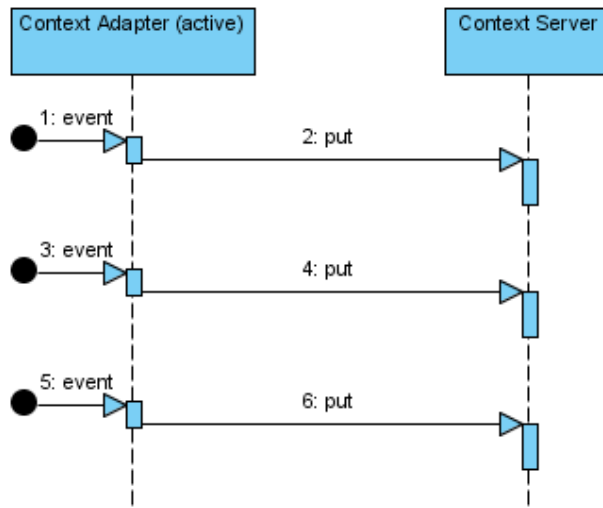 Context Adapter (active)
Context Server
1: event
2: put
3: event
4: put
5: event
6: put